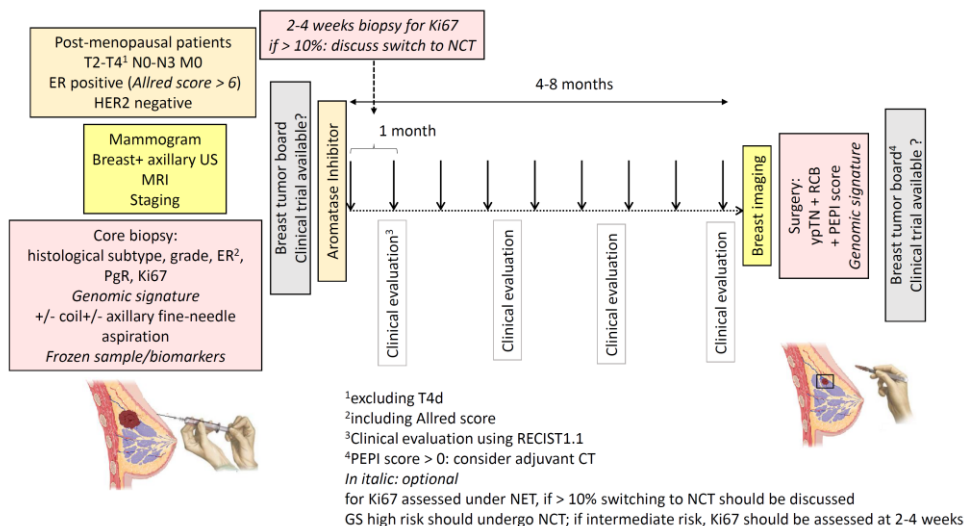 Post-menopausal patients
T2-T4¹ N0-N3 M0
ER positive (Allred score > 6)
HER2 negative
Mammogram
Breast+ axillary US
MRI
Staging
Core biopsy:
histological subtype, grade, ER²,
PgR, Ki67
Genomic signature
+/- coil+/- axillary fine-needle
aspiration
Frozen sample/biomarkers
Breast tumor board
Clinical trial available?
Aromatase Inhibitor
2-4 weeks biopsy for Ki67
if > 10%: discuss switch to NCT
4-8 months
1 month
Clinical evaluation³
Clinical evaluation
Clinical evaluation
Clinical evaluation
Breast imaging
Surgery:
ypTN + RCB
+ PEPI score
Genomic signature
Breast tumor board⁴
Clinical trial available ?
¹excluding T4d
²including Allred score
³Clinical evaluation using RECIST1.1
⁴PEPI score > 0: consider adjuvant CT
In italic: optional
for Ki67 assessed under NET, if > 10% switching to NCT should be discussed
GS high risk should undergo NCT; if intermediate risk, Ki67 should be assessed at 2-4 weeks